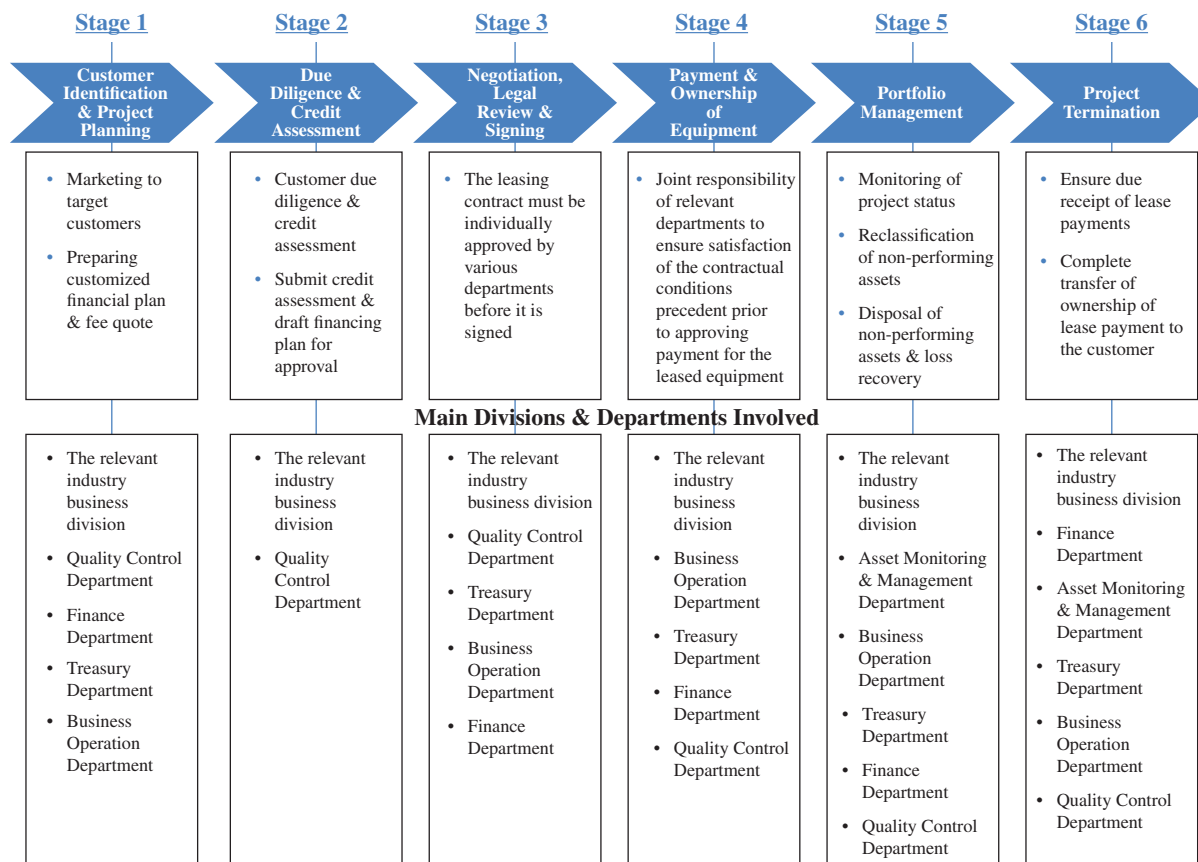 Stage 1
Customer
Identification
& Project
Planning
• Marketing to
target
customers
• Preparing
customized
financial plan
& fee quote
Stage 2
Due
Diligence &
Credit
Assessment
• Customer due
diligence &
credit
assessment
• Submit credit
assessment &
draft financing
plan for
approval
Stage 3
Negotiation,
Legal
Review &
Signing
• The leasing
contract must be
individually
approved by
various
departments
before it is
signed
Stage 4
Payment &
Ownership
of
Equipment
• Joint responsibility
of relevant
departments to
ensure satisfaction
of the contractual
conditions
precedent prior
to approving
payment for the
leased equipment
Stage 5
Portfolio
Management
• Monitoring of
project status
• Reclassification
of non-performing
assets
• Disposal of
non-performing
assets & loss
recovery
Stage 6
Project
Termination
• Ensure due
receipt of lease
payments
• Complete
transfer of
ownership of
lease payment to
the customer
Main Divisions & Departments Involved
• The relevant
industry
business
division
• Quality Control
Department
• Finance
Department
• Treasury
Department
• Business
Operation
Department
• The relevant
industry
business
division
• Quality
Control
Department
• The relevant
industry
business division
• Quality Control
Department
• Treasury
Department
• Business
Operation
Department
• Finance
Department
• The relevant
industry
business
division
• Business
Operation
Department
• Treasury
Department
• Finance
Department
• Quality Control
Department
• The relevant
industry
business
division
• Asset Monitoring
& Management
Department
• Business
Operation
Department
• Treasury
Department
• Finance
Department
• Quality Control
Department
• The relevant
industry
business division
• Finance
Department
• Asset Monitoring
& Management
Department
• Treasury
Department
• Business
Operation
Department
• Quality Control
Department